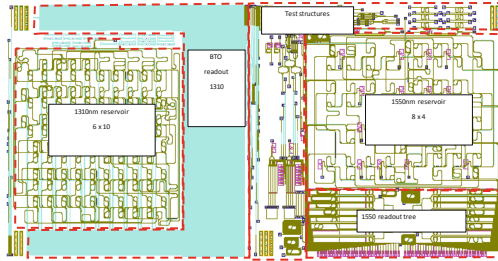 Test structures
BTO
readout
1310
1310nm reservoir
6 x 10
1550nm reservoir
8 x 4
1550 readout tree